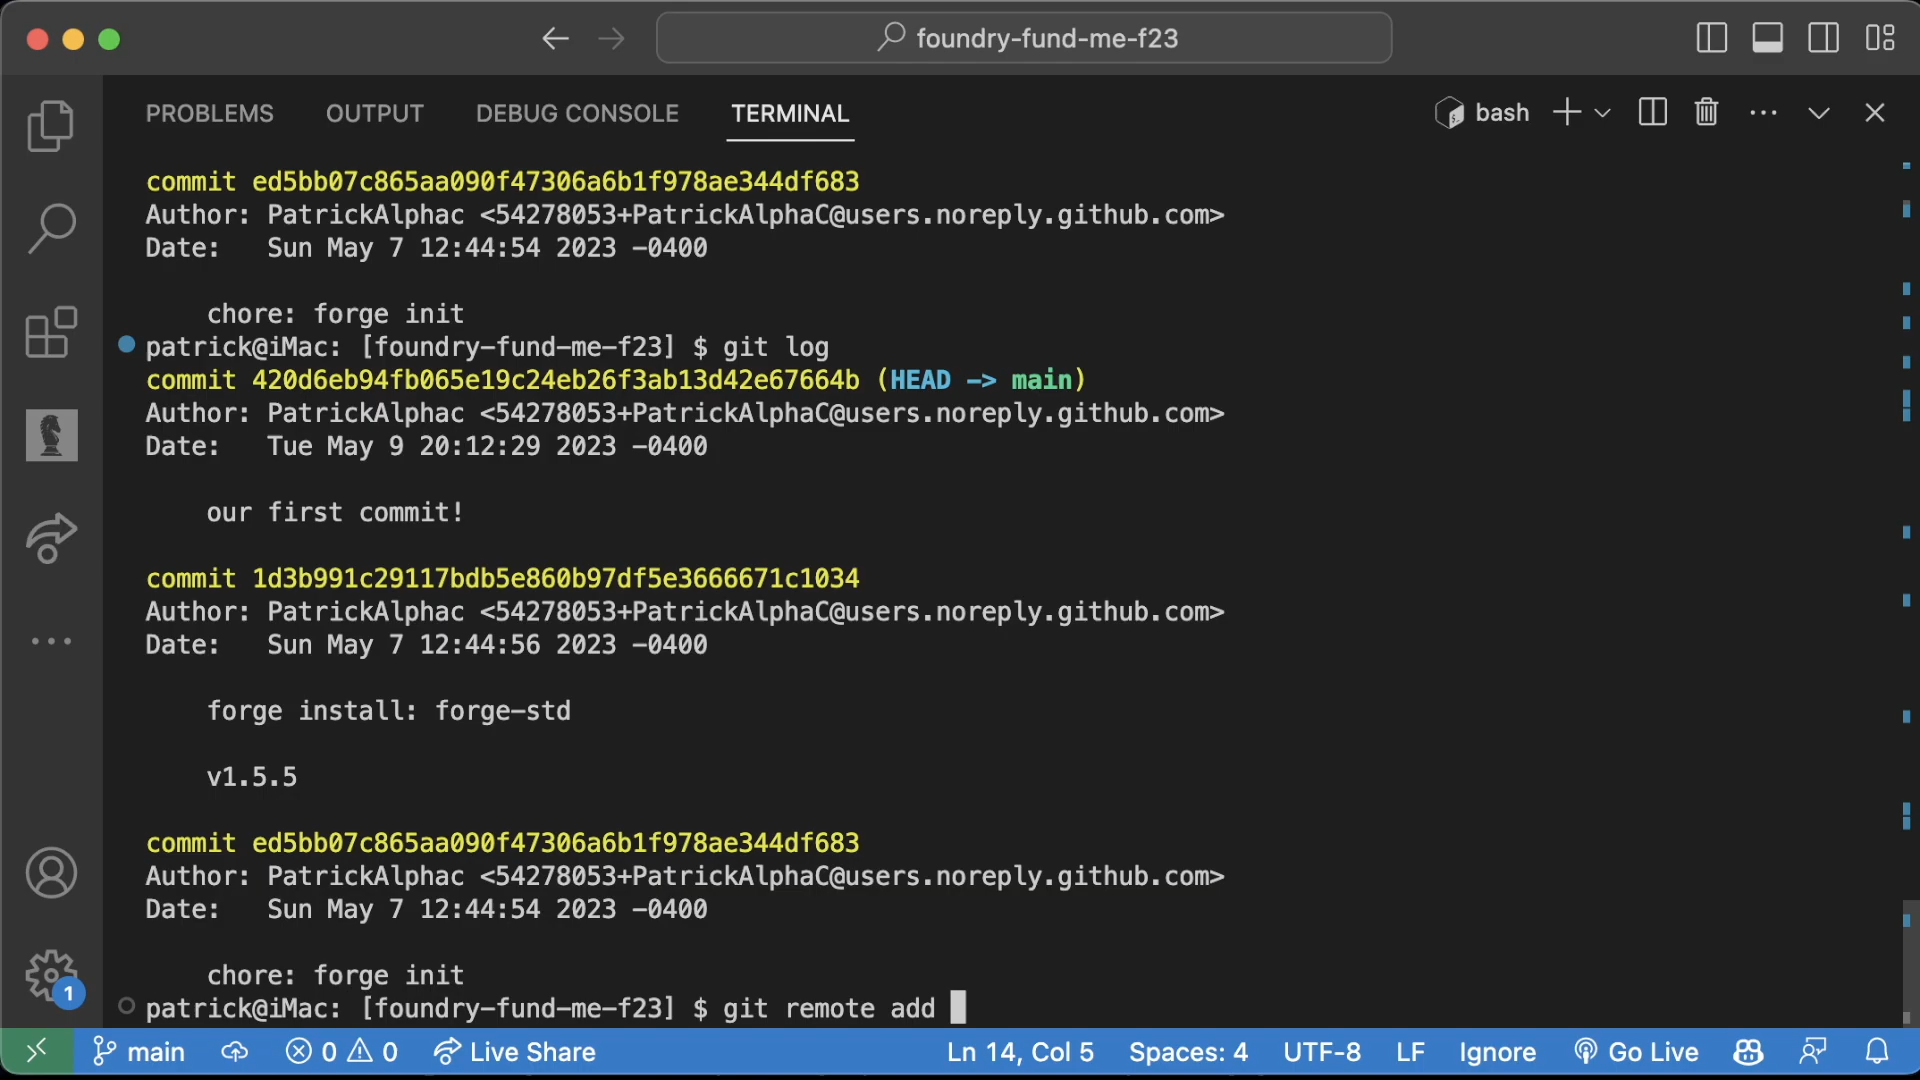 foundry-fund-me-f23
PROBLEMS OUTPUT DEBUG CONSOLE TERMINAL bash
commit ed5bb07c865aa090f47306a6b1f978ae344df683
Author: PatrickAlphac <54278053+PatrickAlphaC@users.noreply.github.com>
Date:   Sun May 7 12:44:54 2023 -0400
chore: forge init
patrick@iMac: [foundry-fund-me-f23] $ git log
commit 420d6eb94fb065e19c24eb26f3ab13d42e67664b (HEAD -> main)
Author: PatrickAlphac <54278053+PatrickAlphaC@users.noreply.github.com>
Date:   Tue May 9 20:12:29 2023 -0400
our first commit!
commit 1d3b991c29117bdb5e860b97df5e3666671c1034
Author: PatrickAlphac <54278053+PatrickAlphaC@users.noreply.github.com>
Date:   Sun May 7 12:44:56 2023 -0400
forge install: forge-std
v1.5.5
commit ed5bb07c865aa090f47306a6b1f978ae344df683
Author: PatrickAlphac <54278053+PatrickAlphaC@users.noreply.github.com>
Date:   Sun May 7 12:44:54 2023 -0400
chore: forge init
1
patrick@iMac: [foundry-fund-me-f23] $ git remote add
main 0 0 Live Share Ln 14, Col 5 Spaces: 4 UTF-8 LF Ignore Go Live